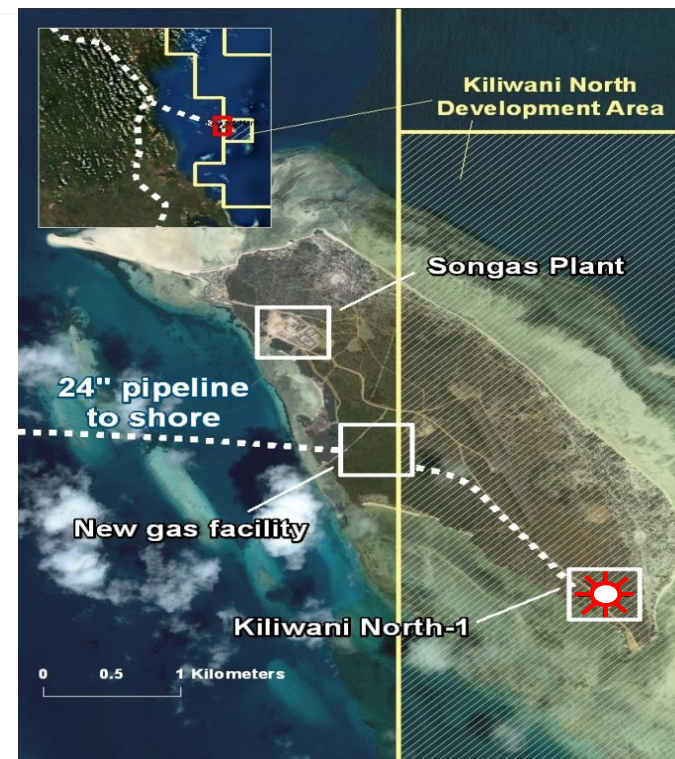 Kiliwani North
Development Area
Songas Plant
24" pipeline
to shore
New gas facility
Kiliwani North-1
0 0.5 1 Kilometers